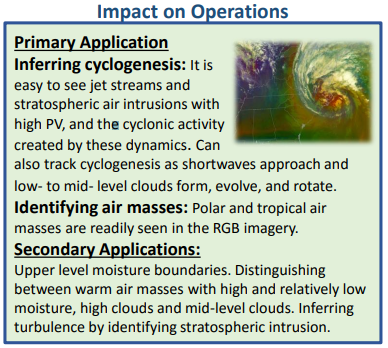 Impact on Operations
Primary Application
Inferring cyclogenesis: It is
easy to see jet streams and
stratospheric air intrusions with
high PV, and the cyclonic activity
created by these dynamics. Can
also track cyclogenesis as shortwaves approach and
low- to mid- level clouds form, evolve, and rotate.
Identifying air masses: Polar and tropical air
masses are readily seen in the RGB imagery.
Secondary Applications:
Upper level moisture boundaries. Distinguishing
between warm air masses with high and relatively low
moisture, high clouds and mid-level clouds. Inferring
turbulence by identifying stratospheric intrusion.